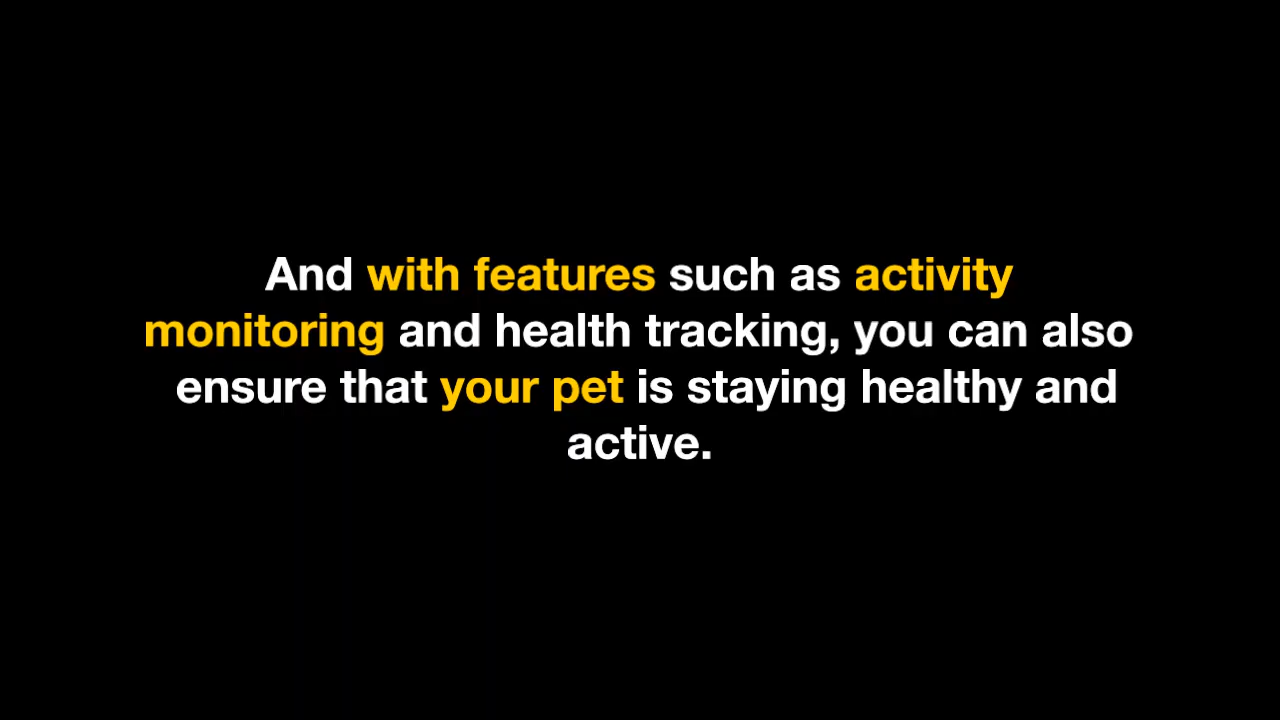 And with features such as activity
monitoring and health tracking, you can also
ensure that your pet is staying healthy and
active.